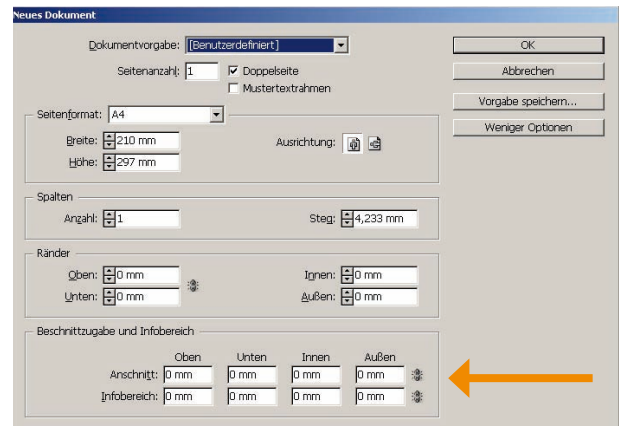 Neues Dokument
Dokumentvorgabe: [Benutzerdefiniert]
OK
Seitenanzahl: 1 Doppelseite
Abbrechen
Mustertextrahmen
Vorgabe speichern...
Seitenformat: A4
Weniger Optionen
Breite: 210 mm Ausrichtung:
Höhe: 297 mm
Spalten
Anzahl: 1 Steg: 4,233 mm
Ränder
Oben: 0 mm Innen: 0 mm
Unten: 0 mm Außen: 0 mm
Beschnittzugabe und Infobereich
Oben Unten Innen Außen
Anschnitt: 0 mm 0 mm 0 mm 0 mm
Infobereich: 0 mm 0 mm 0 mm 0 mm